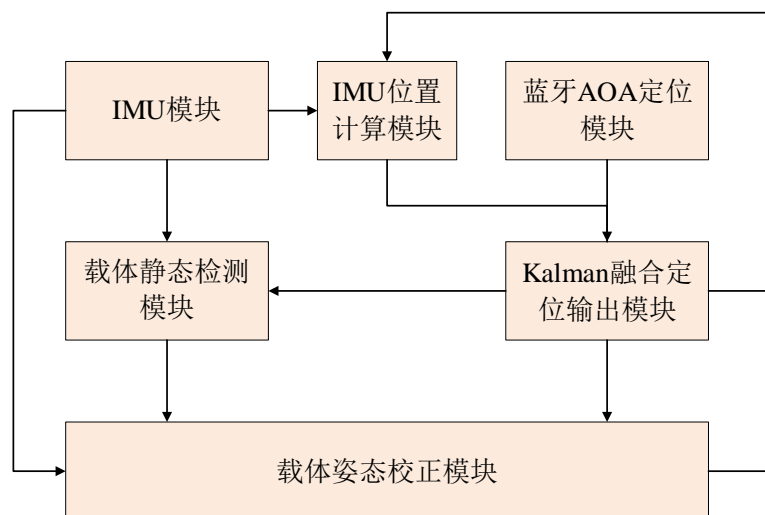 IMU模块
IMU位置
计算模块
蓝牙AOA定位
模块
载体静态检测
模块
Kalman融合定
位输出模块
载体姿态校正模块